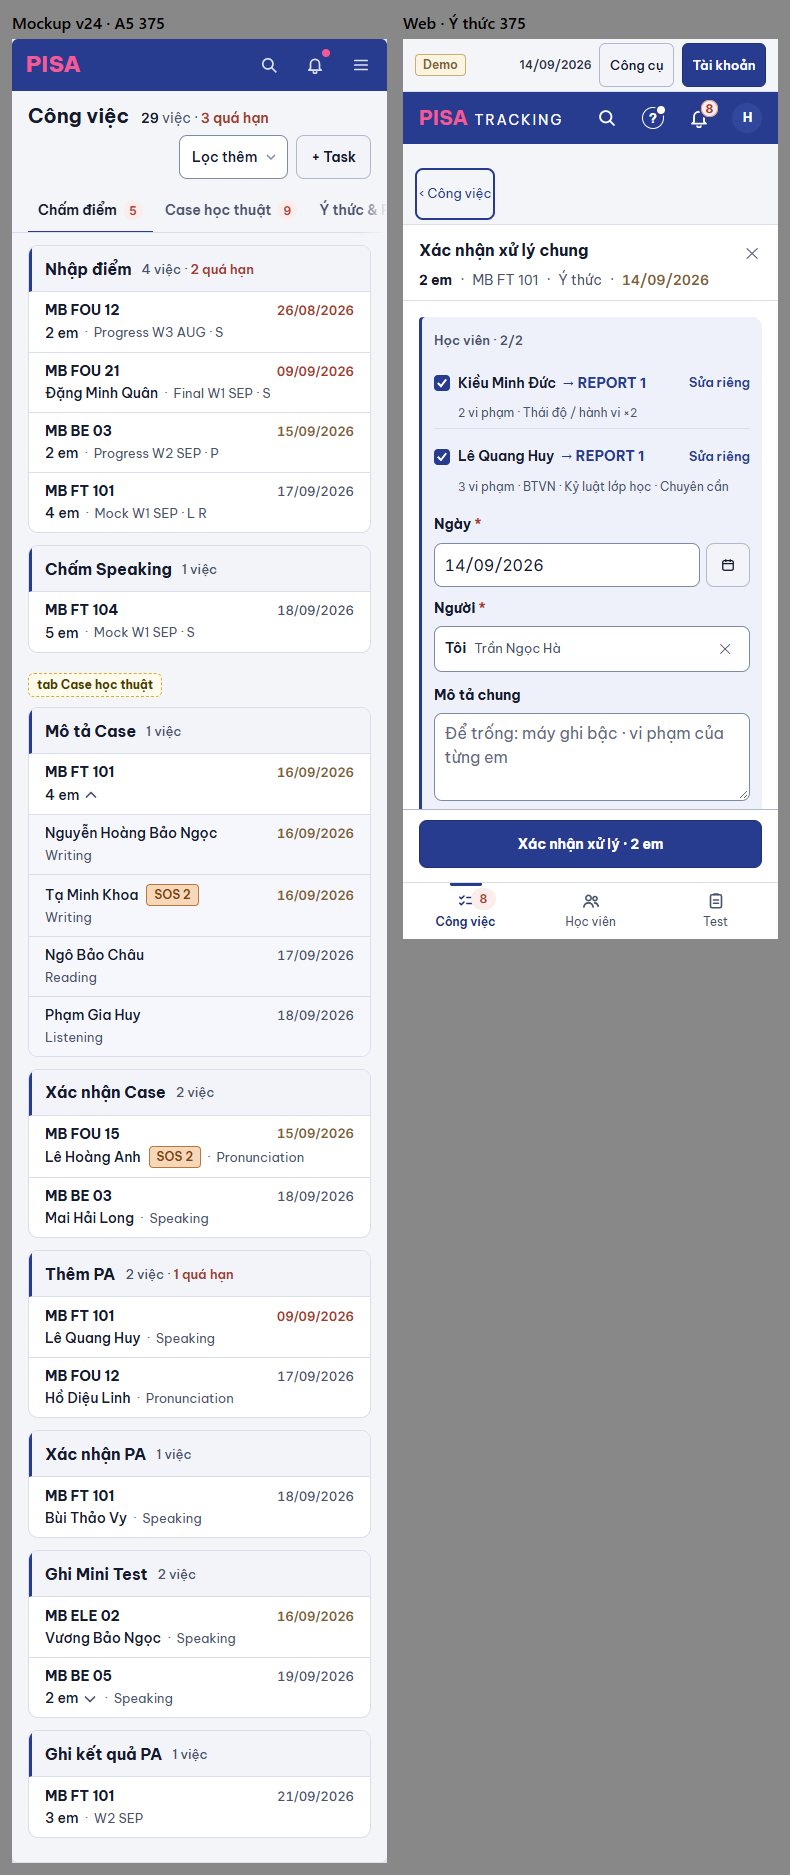 Mockup v24 · A5 375
PISA
Công việc 29 việc · 3 quá hạn
Lọc thêm
+ Task
Chấm điểm 5 Case học thuật 9 Ý thức &
Nhập điểm 4 việc · 2 quá hạn
MB FOU 12 26/08/2026
2 em · Progress W3 AUG · S
MB FOU 21 09/09/2026
Đặng Minh Quân · Final W1 SEP · S
MB BE 03 15/09/2026
2 em · Progress W2 SEP · P
MB FT 101 17/09/2026
4 em · Mock W1 SEP · L R
Chấm Speaking 1 việc
MB FT 104 18/09/2026
5 em · Mock W1 SEP · S
tab Case học thuật
Mô tả Case 1 việc
MB FT 101 16/09/2026
4 em
Nguyễn Hoàng Bảo Ngọc 16/09/2026
Writing
Tạ Minh Khoa SOS 2 16/09/2026
Writing
Ngô Bảo Châu 17/09/2026
Reading
Phạm Gia Huy 18/09/2026
Listening
Xác nhận Case 2 việc
MB FOU 15 15/09/2026
Lê Hoàng Anh SOS 2 · Pronunciation
MB BE 03 18/09/2026
Mai Hải Long · Speaking
Thêm PA 2 việc · 1 quá hạn
MB FT 101 09/09/2026
Lê Quang Huy · Speaking
MB FOU 12 17/09/2026
Hồ Diệu Linh · Pronunciation
Xác nhận PA 1 việc
MB FT 101 18/09/2026
Bùi Thảo Vy · Speaking
Ghi Mini Test 2 việc
MB ELE 02 16/09/2026
Vương Bảo Ngọc · Speaking
MB BE 05 19/09/2026
2 em · Speaking
Ghi kết quả PA 1 việc
MB FT 101 21/09/2026
3 em · W2 SEP
Web · Ý thức 375
Demo 14/09/2026 Công cụ Tài khoản
PISA TRACKING ? 8 H
‹ Công việc
Xác nhận xử lý chung
2 em · MB FT 101 · Ý thức · 14/09/2026
Học viên · 2/2
Kiều Minh Đức → REPORT 1 Sửa riêng
2 vi phạm · Thái độ / hành vi ×2
Lê Quang Huy → REPORT 1 Sửa riêng
3 vi phạm · BTVN · Kỷ luật lớp học · Chuyên cần
Ngày *
14/09/2026
Người *
Tôi Trần Ngọc Hà
Mô tả chung
Để trống: máy ghi bậc · vi phạm của
từng em
Xác nhận xử lý · 2 em
8
Công việc Học viên Test